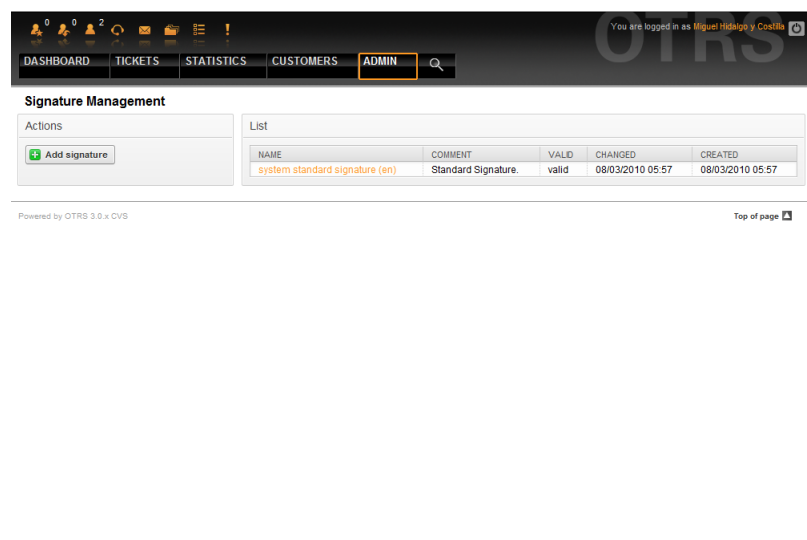 0 0 2
You are logged in as Miguel Hidalgo y Costilla
OTRS
DASHBOARD TICKETS STATISTICS CUSTOMERS ADMIN
Signature Management
Actions
Add signature
List
NAME COMMENT VALID CHANGED CREATED
system standard signature (en) Standard Signature. valid 08/03/2010 05:57 08/03/2010 05:57
Powered by OTRS 3.0.x CVS
Top of page